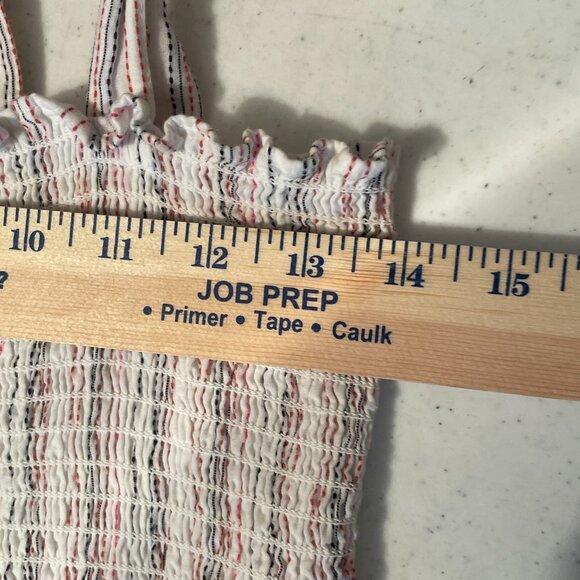 10 11 12 13 14 15
? JOB PREP
• Primer • Tape • Caulk